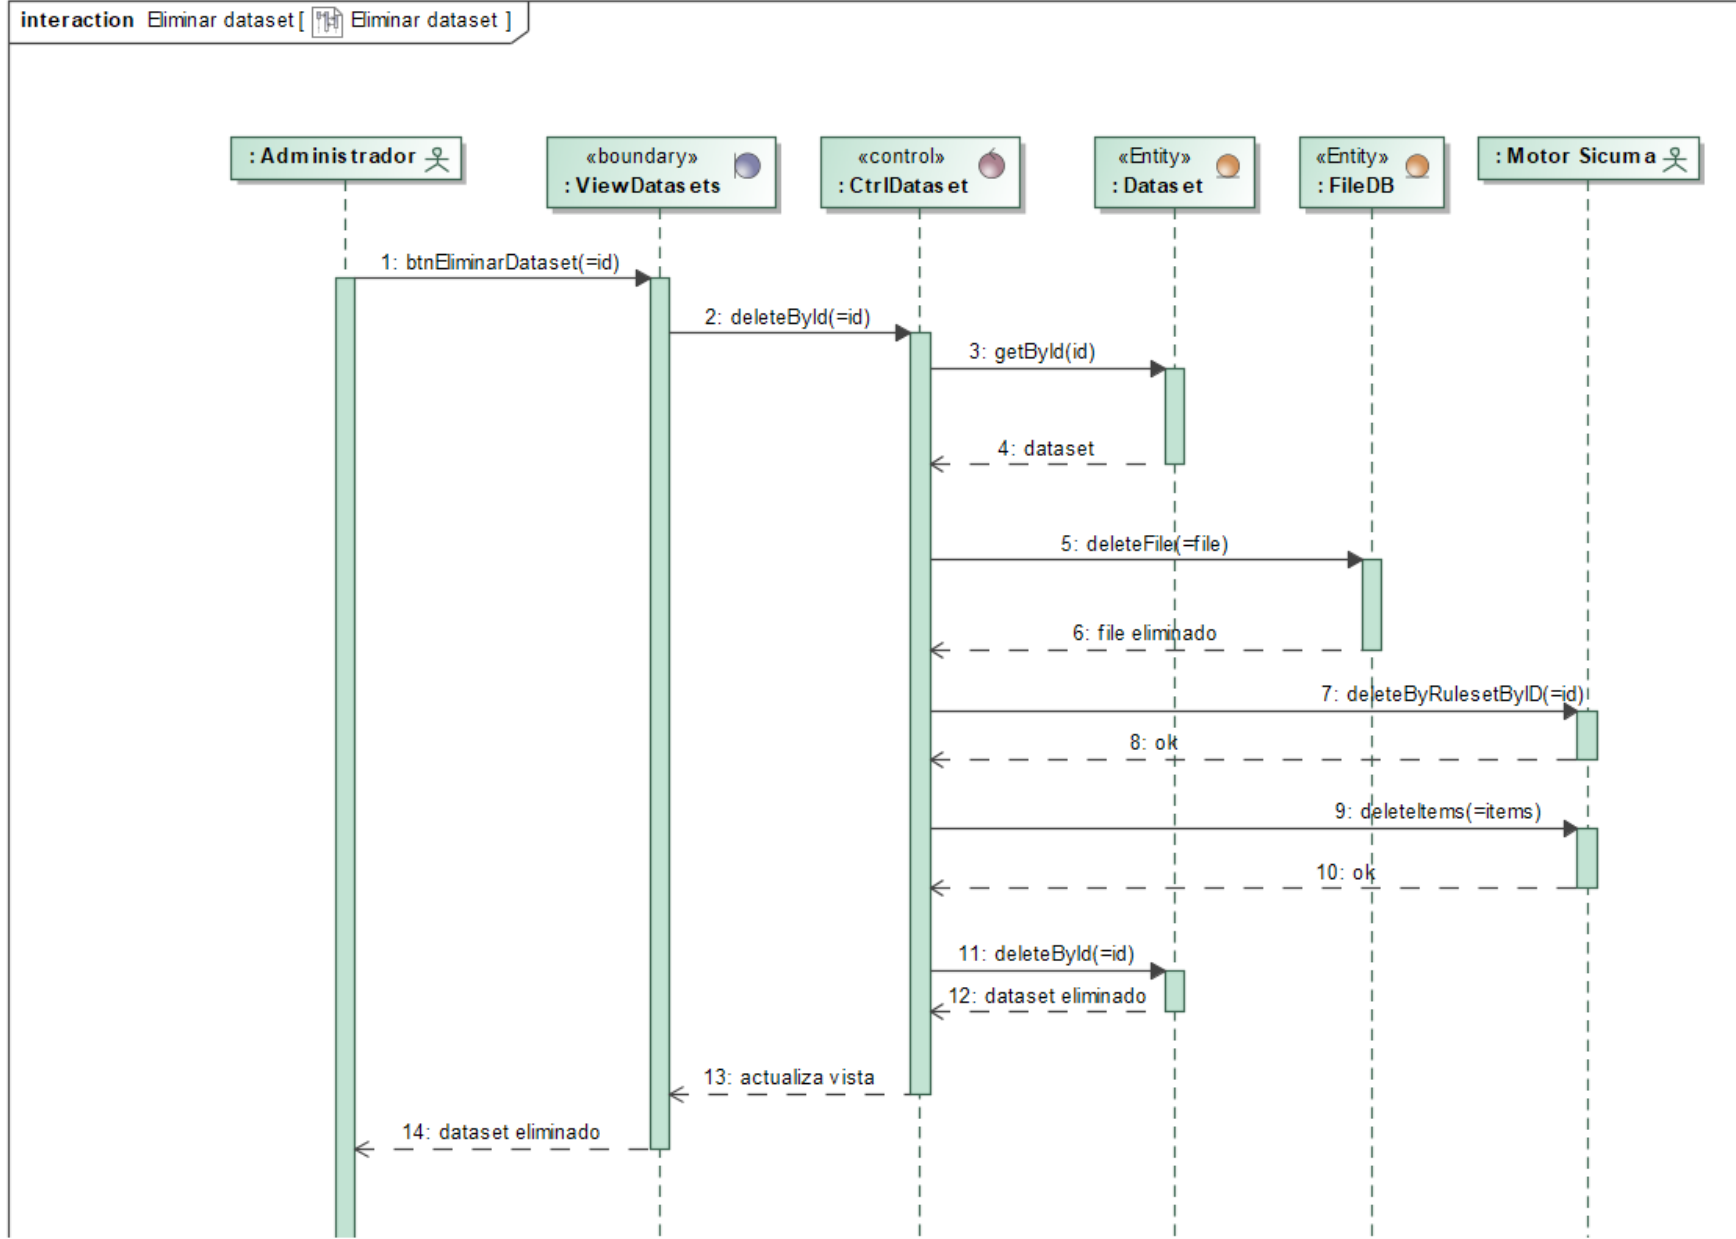 interaction Eliminar dataset [ Eliminar dataset ]
: Administrador
«boundary»
: ViewDatasets
«control»
: CtrlDataset
«Entity»
: Dataset
«Entity»
: FileDB
: Motor Sicuma
1: btnEliminarDataset(=id)
2: deleteById(=id)
3: getById(id)
4: dataset
5: deleteFile(=file)
6: file eliminado
7: deleteByRulesetByID(=id)
8: ok
9: deleteItems(=items)
10: ok
11: deleteById(=id)
12: dataset eliminado
13: actualiza vista
14: dataset eliminado